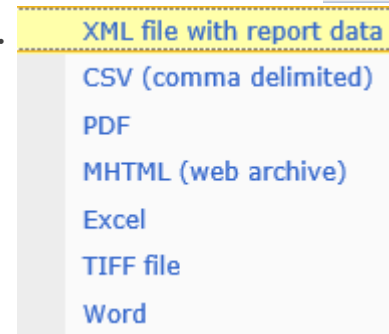 XML file with report data
CSV (comma delimited)
PDF
MHTML (web archive)
Excel
TIFF file
Word